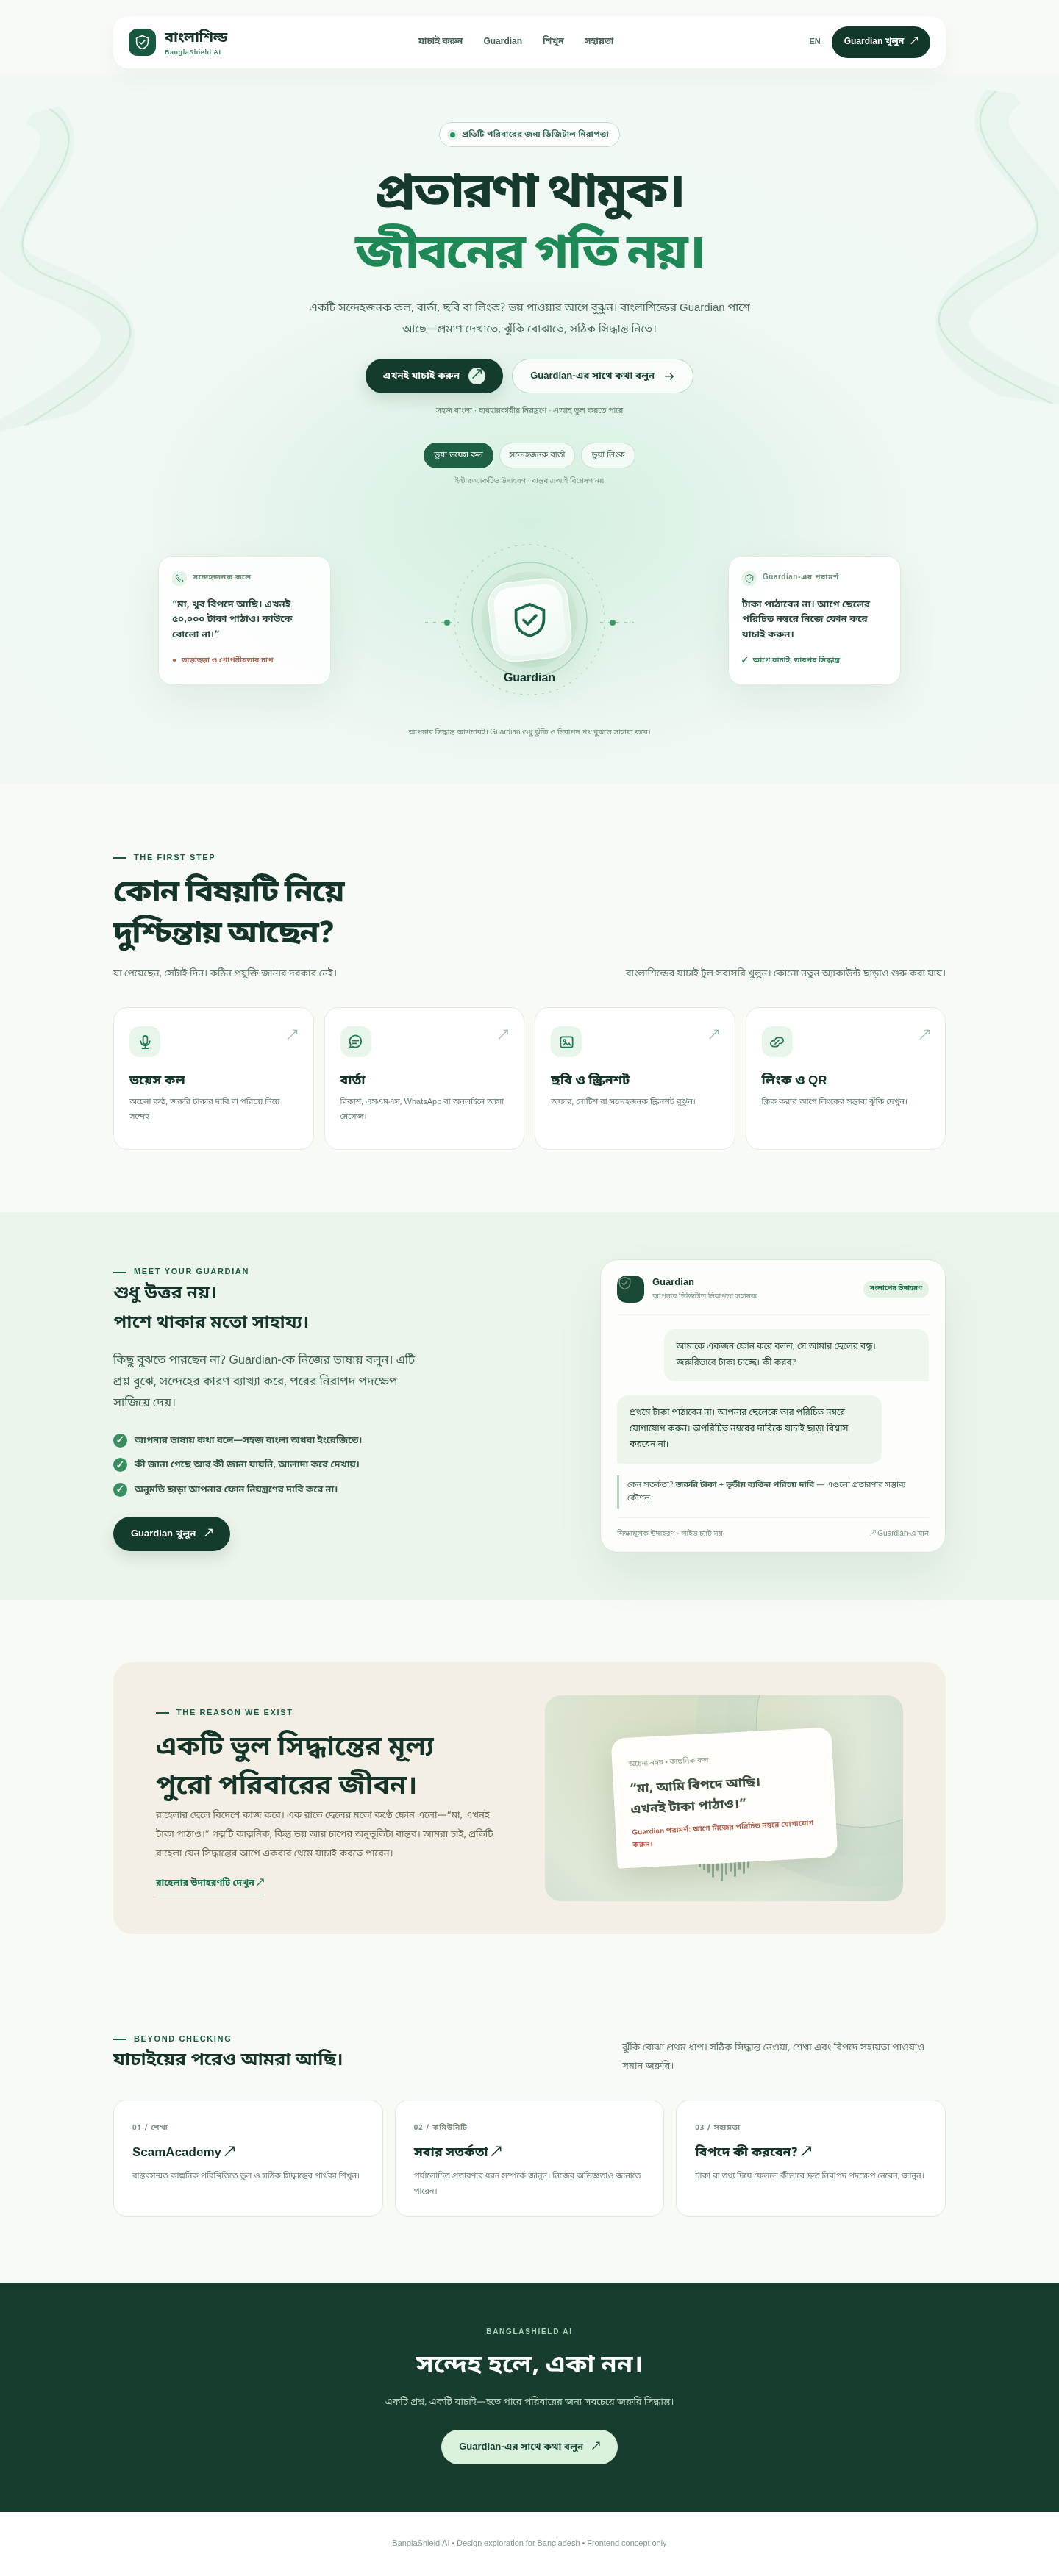 বাংলাশিল্ড
BanglaShield AI
যাচাই করুন
Guardian
শিখুন
সহায়তা
EN
Guardian খুলুন ↗
প্রতিটি পরিবারের জন্য ডিজিটাল নিরাপত্তা
প্রতারণা থামুক।
জীবনের গতি নয়।
একটি সন্দেহজনক কল, বার্তা, ছবি বা লিংক? ভয় পাওয়ার আগে বুঝুন। বাংলাশিল্ডের Guardian পাশে
আছে—প্রমাণ দেখাতে, ঝুঁকি বোঝাতে, সঠিক সিদ্ধান্ত নিতে।
এখনই যাচাই করুন ↗
Guardian-এর সাথে কথা বলুন →
সহজ বাংলা · ব্যবহারকারীর নিয়ন্ত্রণে · এআই ভুল করতে পারে
ভুয়া ভয়েস কল
সন্দেহজনক বার্তা
ভুয়া লিংক
ইন্টারঅ্যাকটিভ উদাহরণ · বাস্তব এআই বিশ্লেষণ নয়
সন্দেহজনক কলে
“মা, খুব বিপদে আছি। এখনই
৫০,০০০ টাকা পাঠাও। কাউকে
বোলো না।”
● তাড়াহুড়া ও গোপনীয়তার চাপ
Guardian
Guardian-এর পরামর্শ
টাকা পাঠাবেন না। আগে ছেলের
পরিচিত নম্বরে নিজে ফোন করে
যাচাই করুন।
✓ আগে যাচাই, তারপর সিদ্ধান্ত
আপনার সিদ্ধান্ত আপনারই। Guardian শুধু ঝুঁকি ও নিরাপদ পথ বুঝতে সাহায্য করে।
THE FIRST STEP
কোন বিষয়টি নিয়ে
দুশ্চিন্তায় আছেন?
যা পেয়েছেন, সেটাই দিন। কঠিন প্রযুক্তি জানার দরকার নেই।
বাংলাশিল্ডের যাচাই টুল সরাসরি খুলুন। কোনো নতুন অ্যাকাউন্ট ছাড়াও শুরু করা যায়।
↗
ভয়েস কল
অচেনা কণ্ঠ, জরুরি টাকার দাবি বা পরিচয় নিয়ে
সন্দেহ।
↗
বার্তা
বিকাশ, এসএমএস, WhatsApp বা অনলাইনে আসা
মেসেজ।
↗
ছবি ও স্ক্রিনশট
অফার, নোটিশ বা সন্দেহজনক স্ক্রিনশট বুঝুন।
↗
লিংক ও QR
ক্লিক করার আগে লিংকের সম্ভাব্য ঝুঁকি দেখুন।
MEET YOUR GUARDIAN
শুধু উত্তর নয়।
পাশে থাকার মতো সাহায্য।
কিছু বুঝতে পারছেন না? Guardian-কে নিজের ভাষায় বলুন। এটি
প্রশ্ন বুঝে, সন্দেহের কারণ ব্যাখ্যা করে, পরের নিরাপদ পদক্ষেপ
সাজিয়ে দেয়।
✓ আপনার ভাষায় কথা বলে—সহজ বাংলা অথবা ইংরেজিতে।
✓ কী জানা গেছে আর কী জানা যায়নি, আলাদা করে দেখায়।
✓ অনুমতি ছাড়া আপনার ফোন নিয়ন্ত্রণের দাবি করে না।
Guardian খুলুন ↗
Guardian
আপনার ডিজিটাল নিরাপত্তা সহায়ক
সংলাপের উদাহরণ
আমাকে একজন ফোন করে বলল, সে আমার ছেলের বন্ধু।
জরুরিভাবে টাকা চাচ্ছে। কী করব?
প্রথমে টাকা পাঠাবেন না। আপনার ছেলেকে তার পরিচিত নম্বরে
যোগাযোগ করুন। অপরিচিত নম্বরের দাবিকে যাচাই ছাড়া বিশ্বাস
করবেন না।
কেন সতর্কতা? জরুরি টাকা + তৃতীয় ব্যক্তির পরিচয় দাবি — এগুলো প্রতারণার সম্ভাব্য
কৌশল।
শিক্ষামূলক উদাহরণ · লাইভ চ্যাট নয়
↗ Guardian-এ যান
THE REASON WE EXIST
একটি ভুল সিদ্ধান্তের মূল্য
পুরো পরিবারের জীবন।
রাহেলার ছেলে বিদেশে কাজ করে। এক রাতে ছেলের মতো কণ্ঠে ফোন এলো—“মা, এখনই
টাকা পাঠাও।” গল্পটি কাল্পনিক, কিন্তু ভয় আর চাপের অনুভূতিটা বাস্তব। আমরা চাই, প্রতিটি
রাহেলা যেন সিদ্ধান্তের আগে একবার থেমে যাচাই করতে পারেন।
রাহেলার উদাহরণটি দেখুন ↗
অচেনা নম্বর • কাল্পনিক কল
“মা, আমি বিপদে আছি।
এখনই টাকা পাঠাও।”
Guardian পরামর্শ: আগে নিজের পরিচিত নম্বরে যোগাযোগ
করুন।
BEYOND CHECKING
যাচাইয়ের পরেও আমরা আছি।
ঝুঁকি বোঝা প্রথম ধাপ। সঠিক সিদ্ধান্ত নেওয়া, শেখা এবং বিপদে সহায়তা পাওয়াও
সমান জরুরি।
01 / শেখা
ScamAcademy ↗
বাস্তবসম্মত কাল্পনিক পরিস্থিতিতে ভুল ও সঠিক সিদ্ধান্তের পার্থক্য শিখুন।
02 / কমিউনিটি
সবার সতর্কতা ↗
পর্যালোচিত প্রতারণার ধরন সম্পর্কে জানুন। নিজের অভিজ্ঞতাও জানাতে
পারেন।
03 / সহায়তা
বিপদে কী করবেন? ↗
টাকা বা তথ্য দিয়ে ফেললে কীভাবে দ্রুত নিরাপদ পদক্ষেপ নেবেন, জানুন।
BANGLASHIELD AI
সন্দেহ হলে, একা নন।
একটি প্রশ্ন, একটি যাচাই—হতে পারে পরিবারের জন্য সবচেয়ে জরুরি সিদ্ধান্ত।
Guardian-এর সাথে কথা বলুন ↗
BanglaShield AI • Design exploration for Bangladesh • Frontend concept only